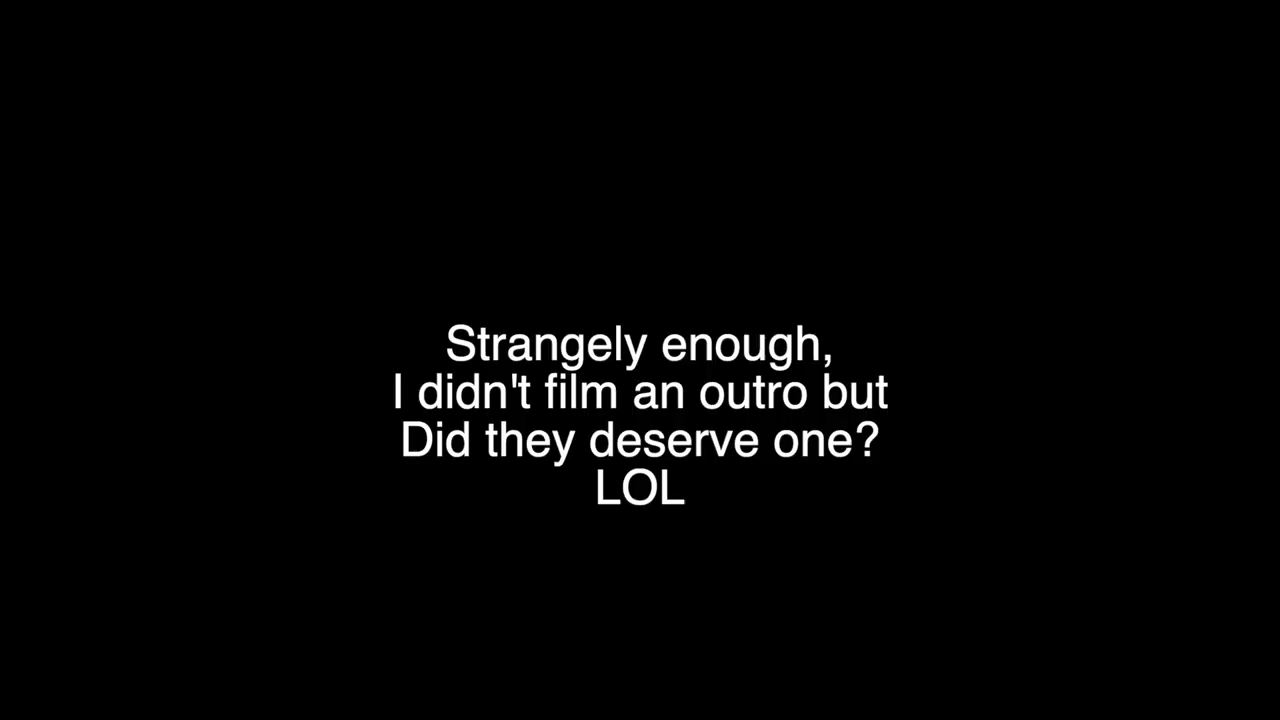 Strangely enough,
I didn't film an outro but
Did they deserve one?
LOL